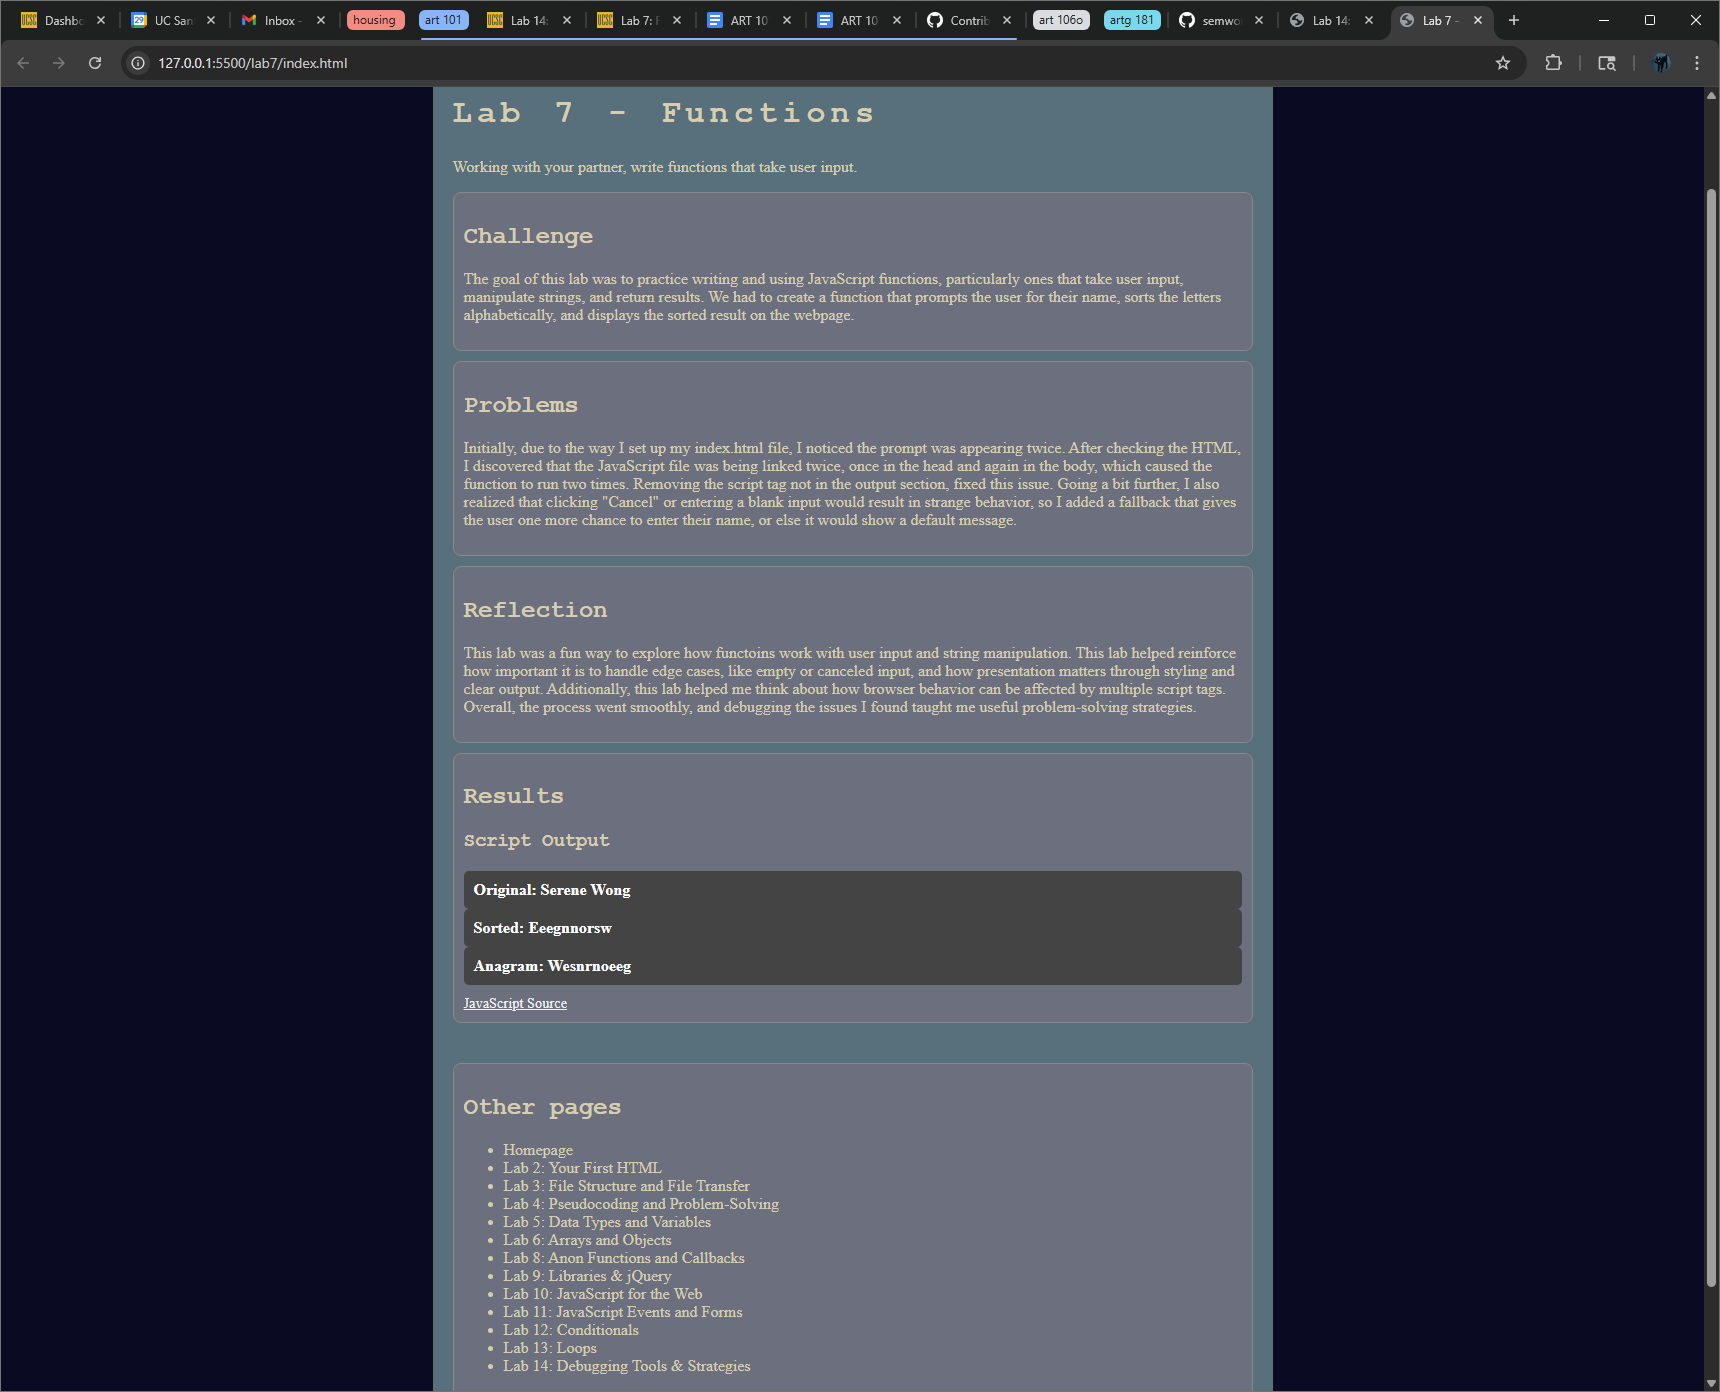 Dashbo
29 UC San
Inbox -
housing
art 101
UCSC Lab 14:
UCSC Lab 7: F
ART 10
ART 10
Contrib
art 106o
artg 181
semwo
Lab 14:
Lab 7 -
127.0.0.1:5500/lab7/index.html
Lab 7 - Functions
Working with your partner, write functions that take user input.
Challenge
The goal of this lab was to practice writing and using JavaScript functions, particularly ones that take user input,
manipulate strings, and return results. We had to create a function that prompts the user for their name, sorts the letters
alphabetically, and displays the sorted result on the webpage.
Problems
Initially, due to the way I set up my index.html file, I noticed the prompt was appearing twice. After checking the HTML,
I discovered that the JavaScript file was being linked twice, once in the head and again in the body, which caused the
function to run two times. Removing the script tag not in the output section, fixed this issue. Going a bit further, I also
realized that clicking "Cancel" or entering a blank input would result in strange behavior, so I added a fallback that gives
the user one more chance to enter their name, or else it would show a default message.
Reflection
This lab was a fun way to explore how functoins work with user input and string manipulation. This lab helped reinforce
how important it is to handle edge cases, like empty or canceled input, and how presentation matters through styling and
clear output. Additionally, this lab helped me think about how browser behavior can be affected by multiple script tags.
Overall, the process went smoothly, and debugging the issues I found taught me useful problem-solving strategies.
Results
Script Output
Original: Serene Wong
Sorted: Eeegnnorsw
Anagram: Wesnrnoeeg
JavaScript Source
Other pages
Homepage
Lab 2: Your First HTML
Lab 3: File Structure and File Transfer
Lab 4: Pseudocoding and Problem-Solving
Lab 5: Data Types and Variables
Lab 6: Arrays and Objects
Lab 8: Anon Functions and Callbacks
Lab 9: Libraries & jQuery
Lab 10: JavaScript for the Web
Lab 11: JavaScript Events and Forms
Lab 12: Conditionals
Lab 13: Loops
Lab 14: Debugging Tools & Strategies